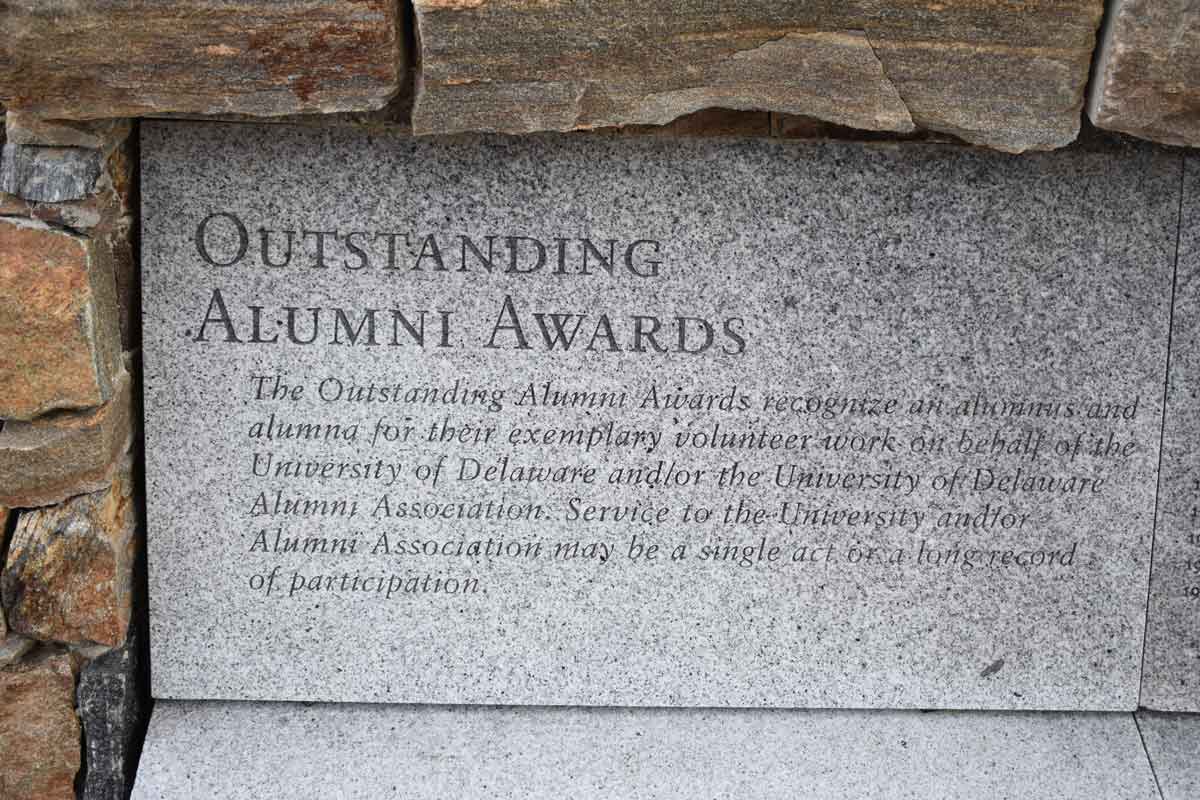 OUTSTANDING
ALUMNI AWARDS
The Outstanding Alumni Awards recognize an alumnus and
alumna for their exemplary volunteer work on behalf of the
University of Delaware and/or the University of Delaware
Alumni Association. Service to the University and/or
Alumni Association may be a single act or a long record
of participation.